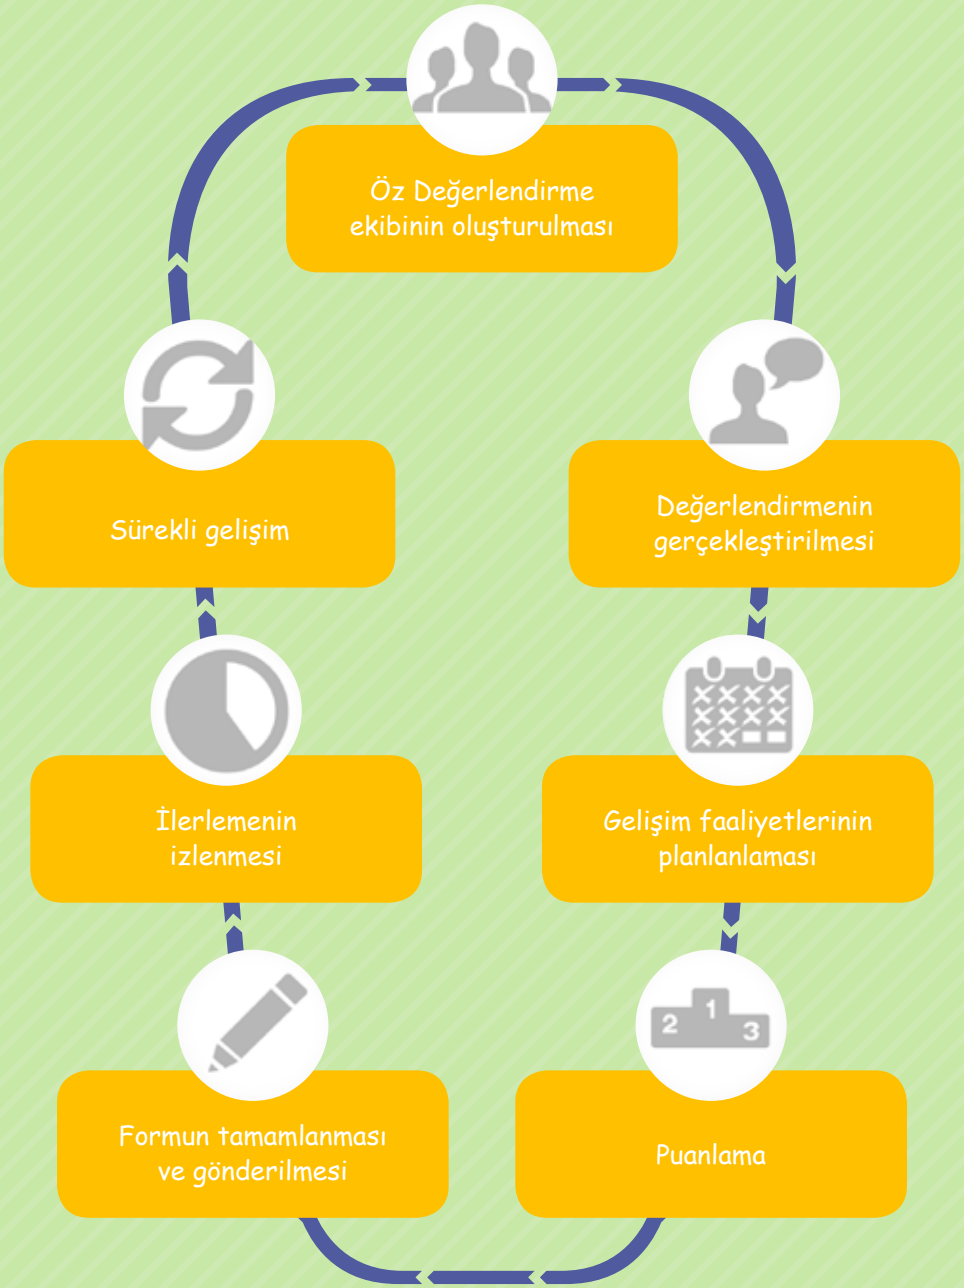 Öz Değerlendirme
ekibinin oluşturulması
Değerlendirmenin
gerçekleştirilmesi
Gelişim faaliyetlerinin
planlanlaması
2 1 3
Puanlama
Formun tamamlanması
ve gönderilmesi
İlerlemenin
izlenmesi
Sürekli gelişim